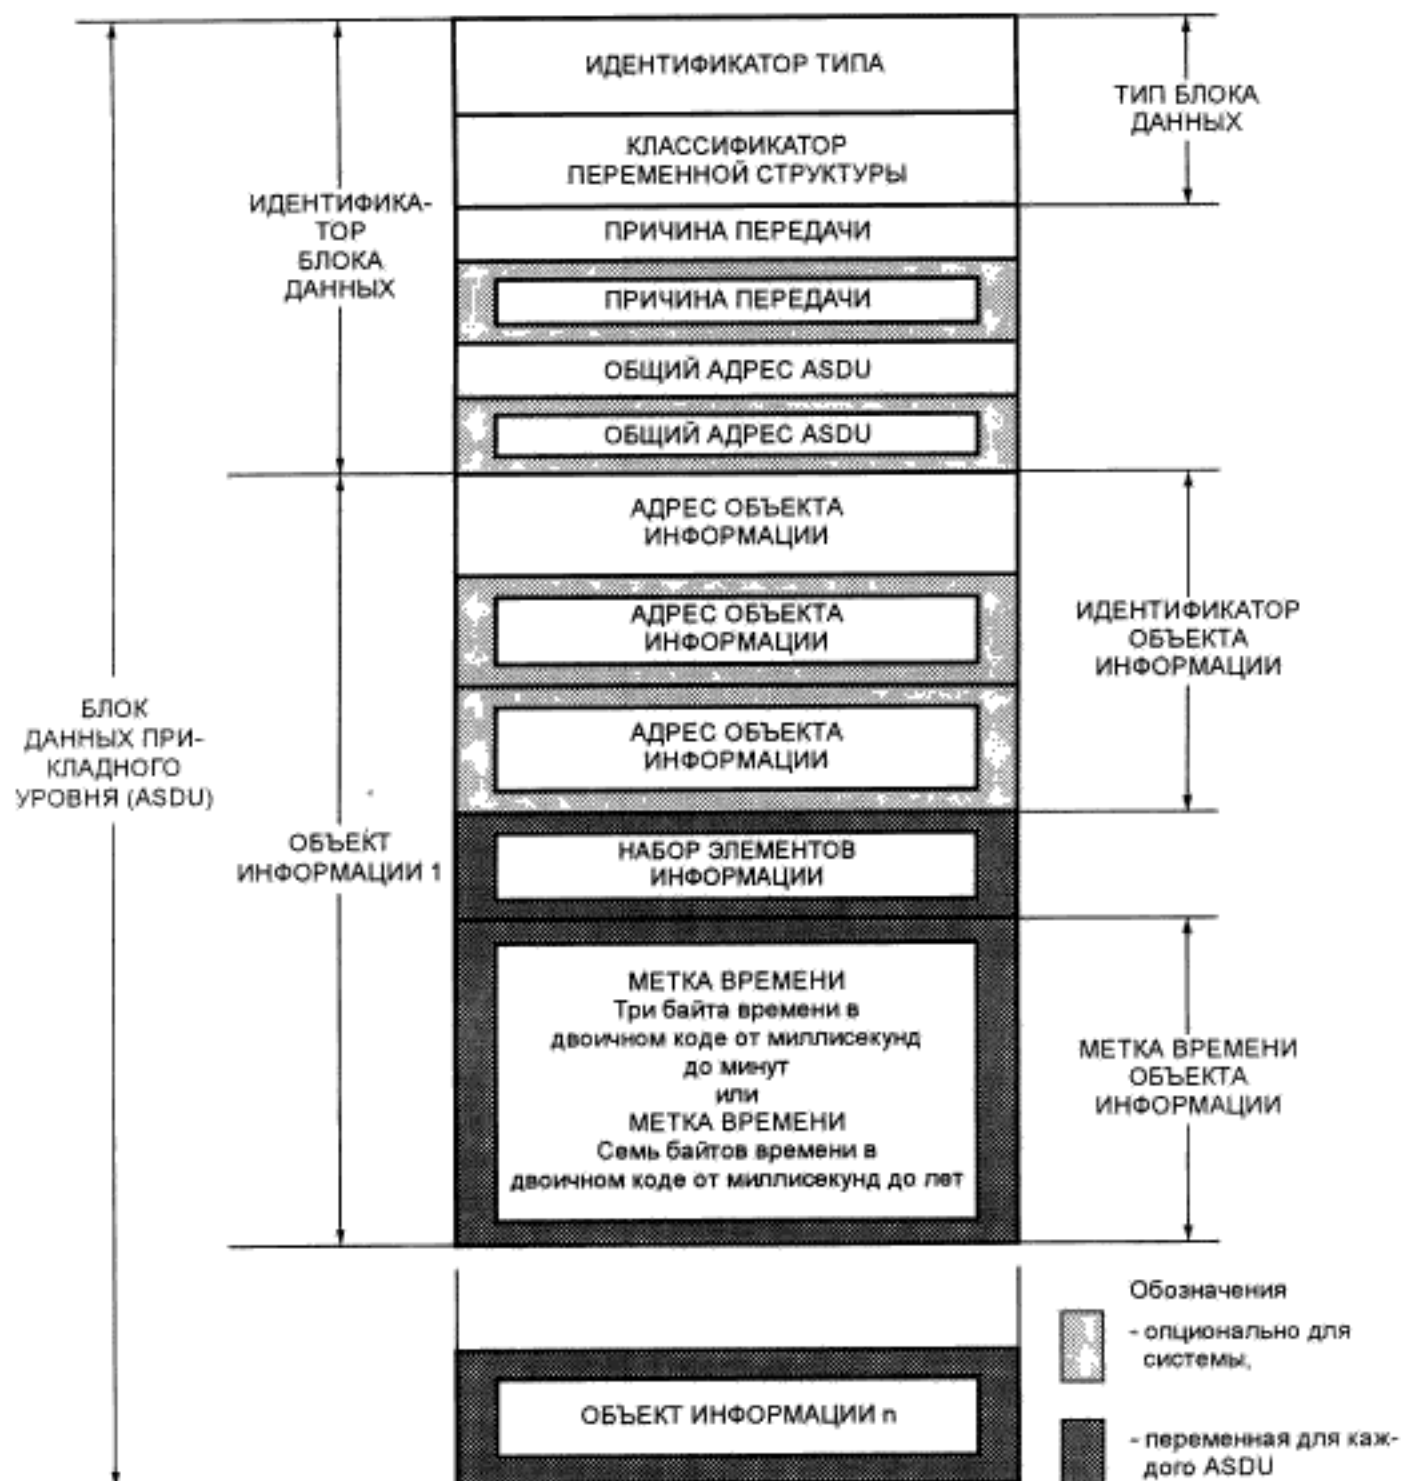 ИДЕНТИФИКАТОР ТИПА
ТИП БЛОКА
ДАННЫХ
КЛАССИФИКАТОР
ПЕРЕМЕННОЙ СТРУКТУРЫ
ИДЕНТИФИКА-
ТОР
БЛОКА
ДАННЫХ
ПРИЧИНА ПЕРЕДАЧИ
ПРИЧИНА ПЕРЕДАЧИ
ОБЩИЙ АДРЕС ASDU
ОБЩИЙ АДРЕС ASDU
АДРЕС ОБЪЕКТА
ИНФОРМАЦИИ
АДРЕС ОБЪЕКТА
ИНФОРМАЦИИ
ИДЕНТИФИКАТОР
ОБЪЕКТА
ИНФОРМАЦИИ
БЛОК
ДАННЫХ ПРИ-
КЛАДНОГО
УРОВНЯ (ASDU)
АДРЕС ОБЪЕКТА
ИНФОРМАЦИИ
ОБЪЕКТ
ИНФОРМАЦИИ 1
НАБОР ЭЛЕМЕНТОВ
ИНФОРМАЦИИ
МЕТКА ВРЕМЕНИ
Три байта времени в
двоичном коде от миллисекунд
до минут
или
МЕТКА ВРЕМЕНИ
Семь байтов времени в
двоичном коде от миллисекунд до лет
МЕТКА ВРЕМЕНИ
ОБЪЕКТА
ИНФОРМАЦИИ
Обозначения
- опционально для
системы,
ОБЪЕКТ ИНФОРМАЦИИ n
- переменная для каж-
дого ASDU